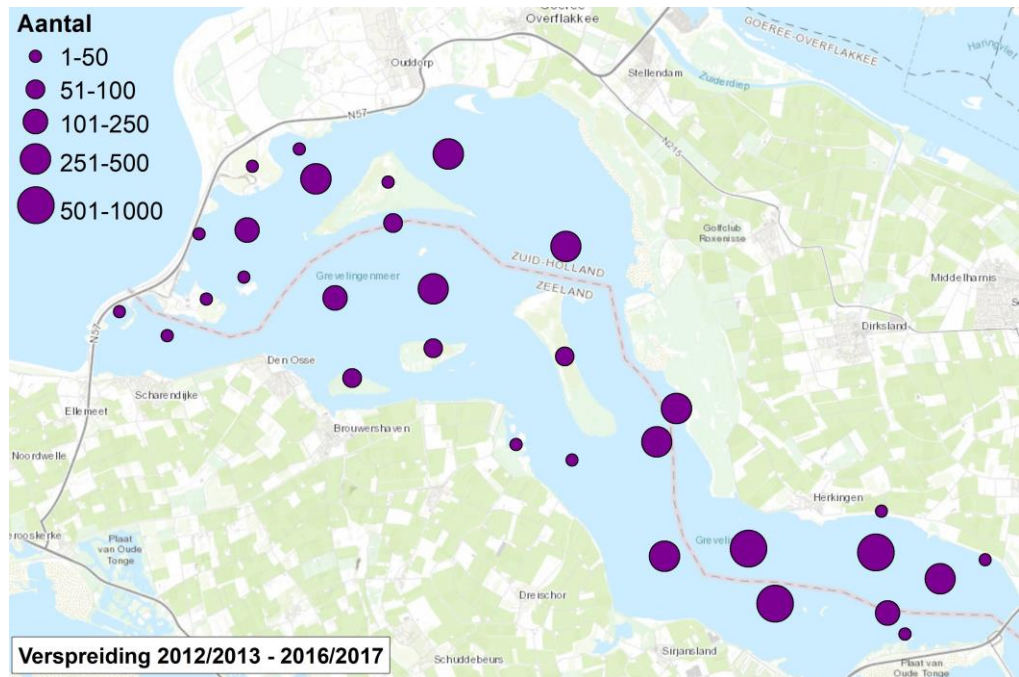 Aantal
1-50
51-100
101-250
251-500
501-1000
Goeree
Overflakkee
GOEREE-OVERFLAKKEE
Haringvliet
Ouddorp
Stellendam
Zuiderdiep
N57
N215
Golfclub
Roxenisse
ZUID-HOLLAND
Grevelingenmeer
ZEELAND
Middelharnis
Dirksland
N57
Den Osse
Scharendijke
Ellemeet
Brouwershaven
Noordwelle
Herkingen
Plaat
van Oude
Tonge
Dreischor
Verspreiding 2012/2013 - 2016/2017
Schuddebeurs
Sirjansland
Plaat van
Oude Tonge